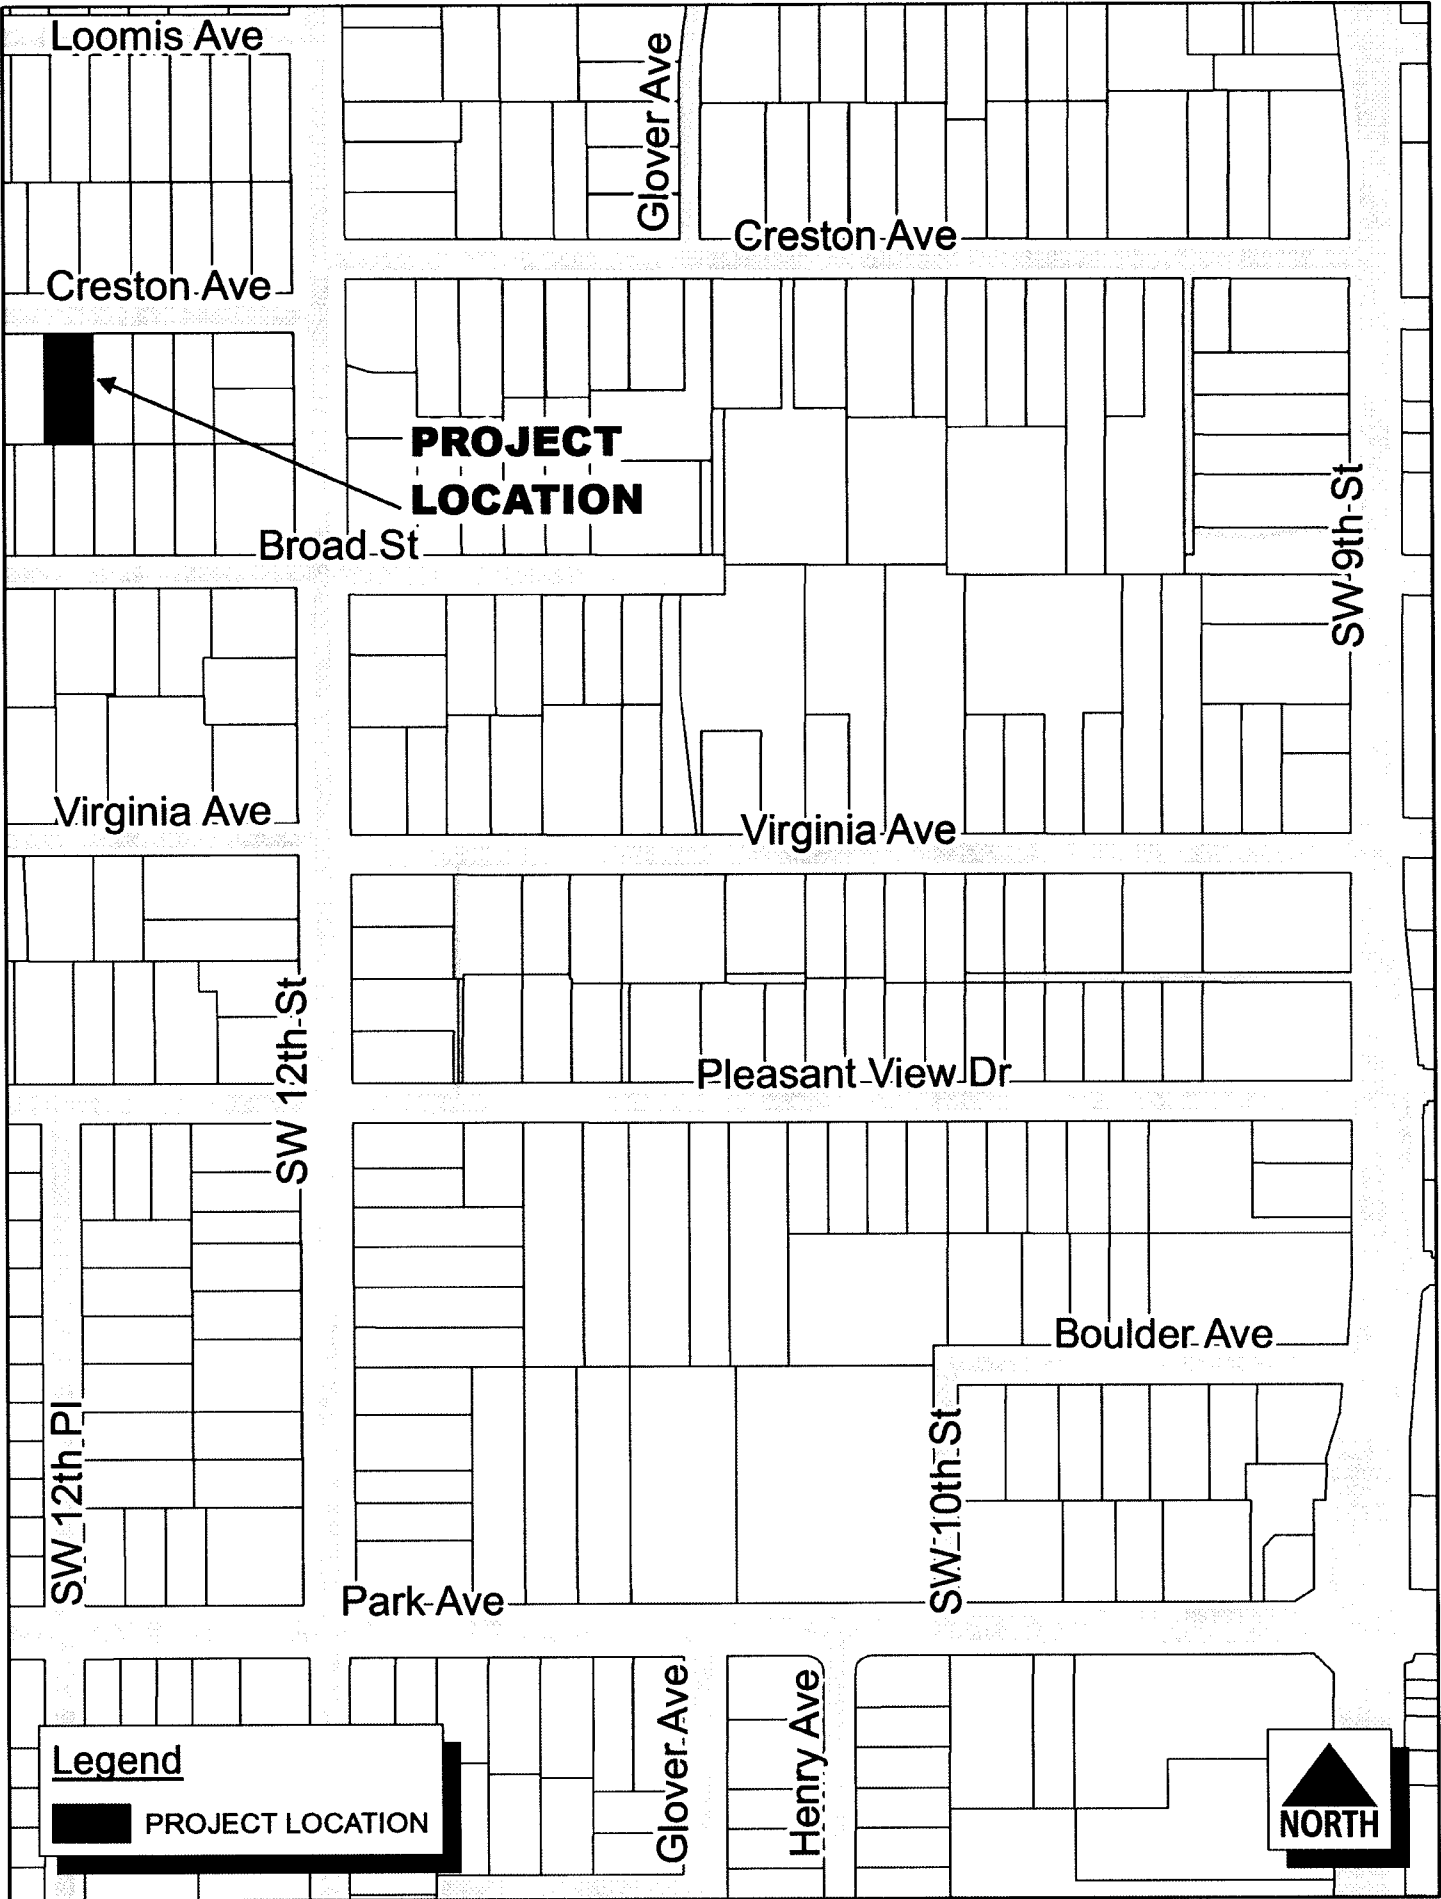 Loomis Ave
Glover Ave
Creston Ave
Creston Ave
PROJECT
LOCATION
Broad St
SW 9th St
Virginia Ave
Virginia Ave
SW 12th St
Pleasant View Dr
Boulder Ave
SW 12th Pl
SW 10th St
Park Ave
Glover Ave
Henry Ave
Legend
PROJECT LOCATION
NORTH